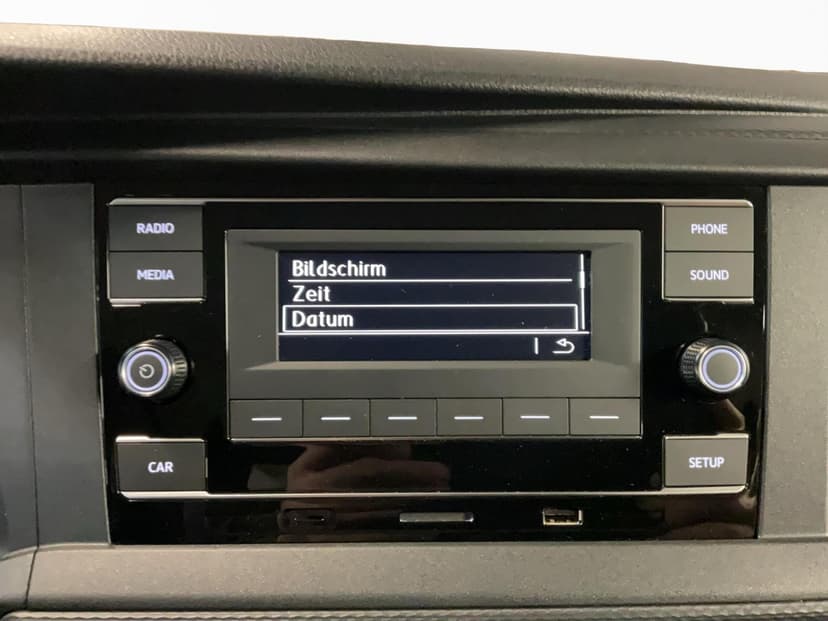 RADIO
MEDIA
CAR
Bildschirm
Zeit
Datum
PHONE
SOUND
SETUP